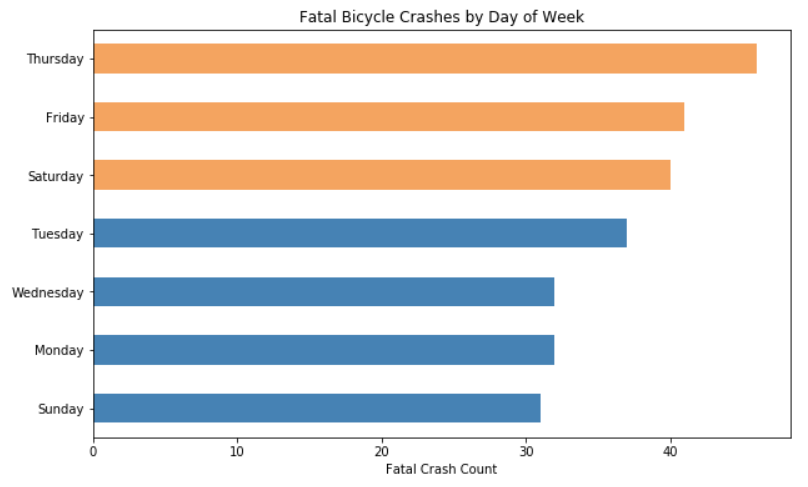 Fatal Bicycle Crashes by Day of Week
Thursday
Friday
Saturday
Tuesday
Wednesday
Monday
Sunday
0 10 20 30 40
Fatal Crash Count